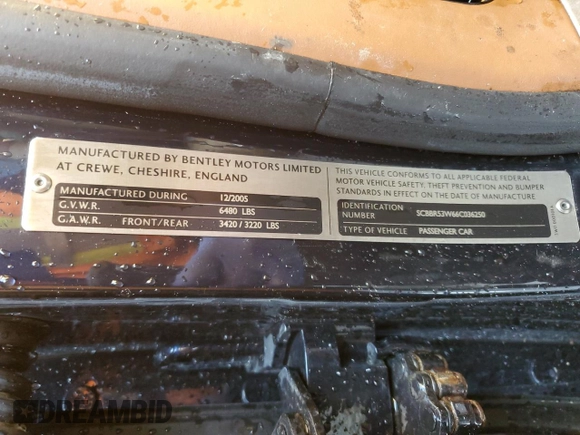 MANUFACTURED BY BENTLEY MOTORS LIMITED
AT CREWE, CHESHIRE, ENGLAND
MANUFACTURED DURING 12/2005
G.V.W.R. 6480 LBS
G.A.W.R. FRONT/REAR 3420 / 3220 LBS
THIS VEHICLE CONFORMS TO ALL APPLICABLE FEDERAL
MOTOR VEHICLE SAFETY, THEFT PREVENTION AND BUMPER
STANDARDS IN EFFECT ON THE DATE OF MANUFACTURE
IDENTIFICATION
NUMBER SCBBR53W66C036250
TYPE OF VEHICLE PASSENGER CAR
DREAMBID